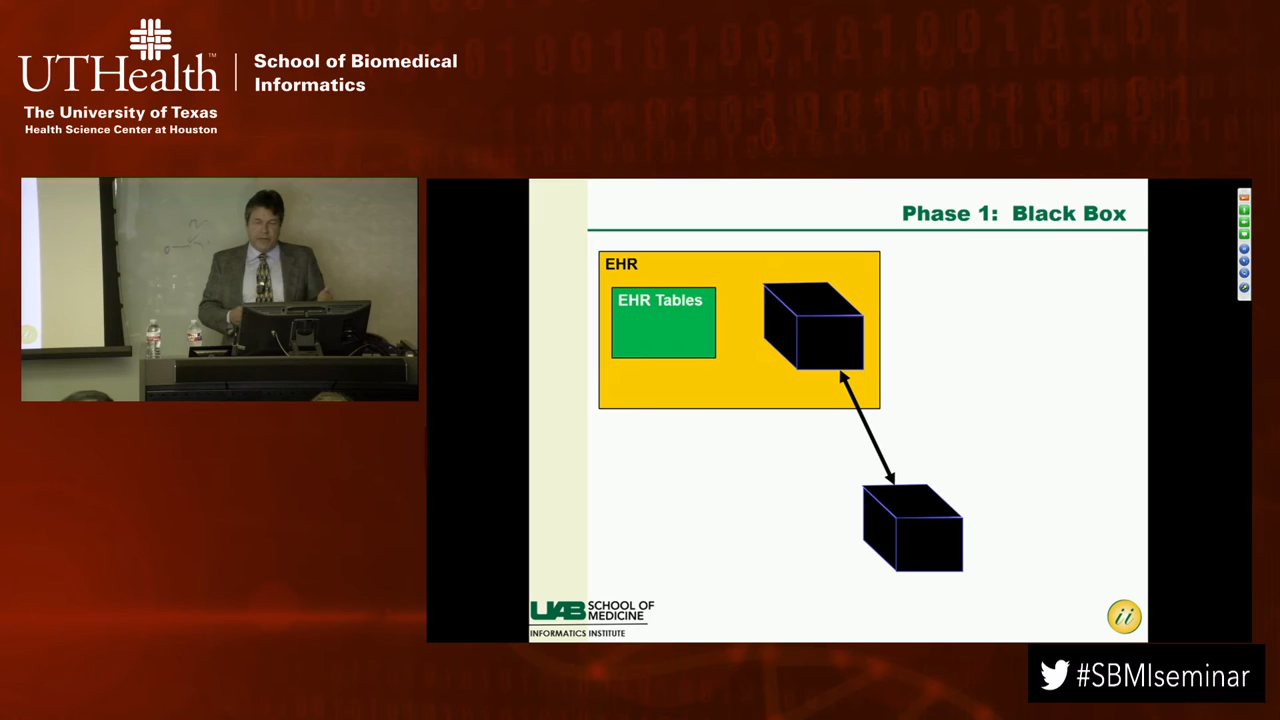 UTHealth™
School of Biomedical
Informatics
The University of Texas
Health Science Center at Houston
Phase 1: Black Box
EHR
EHR Tables
UAB SCHOOL OF
MEDICINE
INFORMATICS INSTITUTE
ii
#SBMIseminar